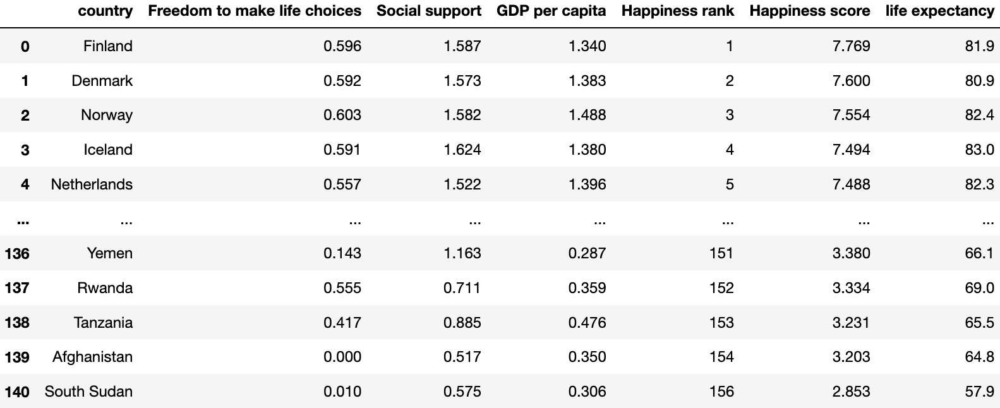 country Freedom to make life choices Social support GDP per capita Happiness rank Happiness score life expectancy
0 Finland 0.596 1.587 1.340 1 7.769 81.9
1 Denmark 0.592 1.573 1.383 2 7.600 80.9
2 Norway 0.603 1.582 1.488 3 7.554 82.4
3 Iceland 0.591 1.624 1.380 4 7.494 83.0
4 Netherlands 0.557 1.522 1.396 5 7.488 82.3
... ... ... ... ... ... ... ...
136 Yemen 0.143 1.163 0.287 151 3.380 66.1
137 Rwanda 0.555 0.711 0.359 152 3.334 69.0
138 Tanzania 0.417 0.885 0.476 153 3.231 65.5
139 Afghanistan 0.000 0.517 0.350 154 3.203 64.8
140 South Sudan 0.010 0.575 0.306 156 2.853 57.9